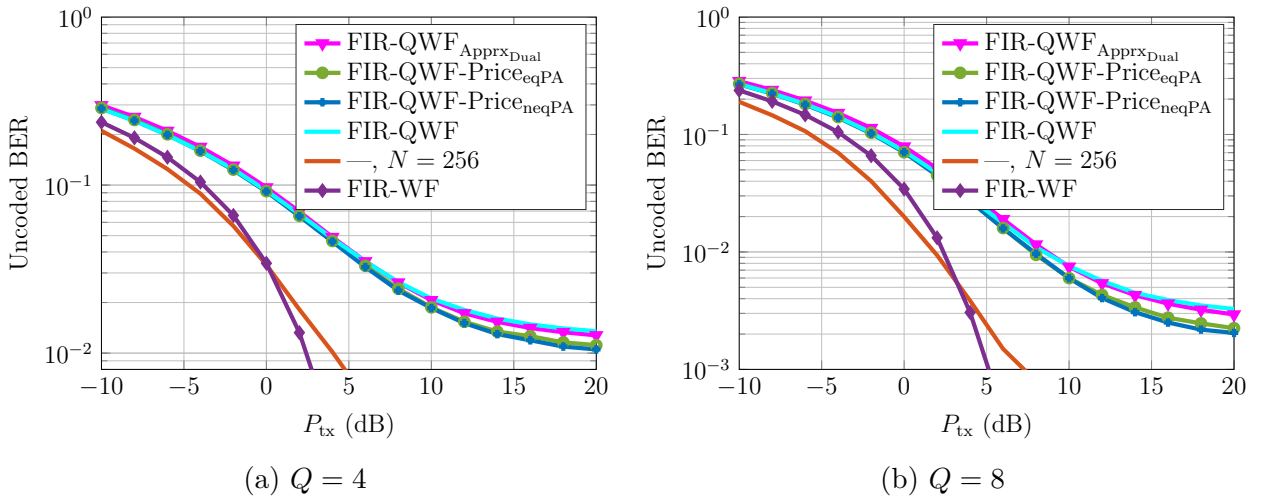 10^0
10^−1
10^−2
Uncoded BER
FIR-QWF_Apprx_Dual
FIR-QWF-Price_eqPA
FIR-QWF-Price_neqPA
FIR-QWF
—, N = 256
FIR-WF
−10 −5 0 5 10 15 20
P_tx (dB)
(a) Q = 4
10^0
10^−1
10^−2
10^−3
Uncoded BER
FIR-QWF_Apprx_Dual
FIR-QWF-Price_eqPA
FIR-QWF-Price_neqPA
FIR-QWF
—, N = 256
FIR-WF
−10 −5 0 5 10 15 20
P_tx (dB)
(b) Q = 8